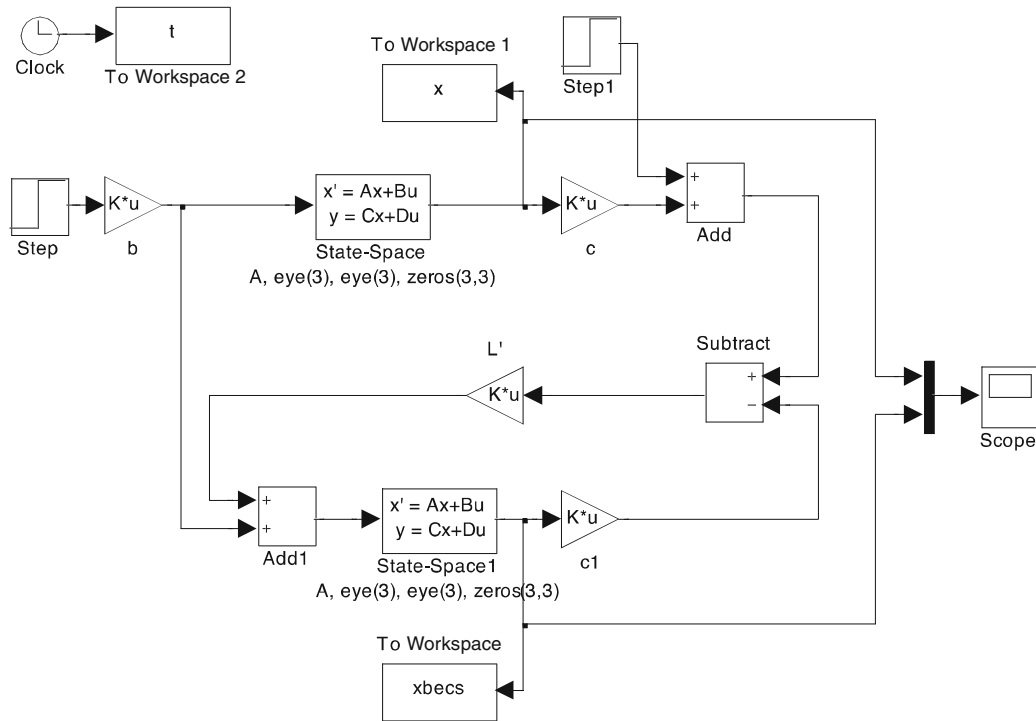 t
Clock
To Workspace 2
To Workspace 1
x
Step1
+
+
Add
Step
K*u
b
x' = Ax+Bu
y = Cx+Du
State-Space
A, eye(3), eye(3), zeros(3,3)
K*u
c
L'
K*u
Subtract
+
−
Scope
+
+
Add1
x' = Ax+Bu
y = Cx+Du
State-Space1
A, eye(3), eye(3), zeros(3,3)
K*u
c1
To Workspace
xbecs